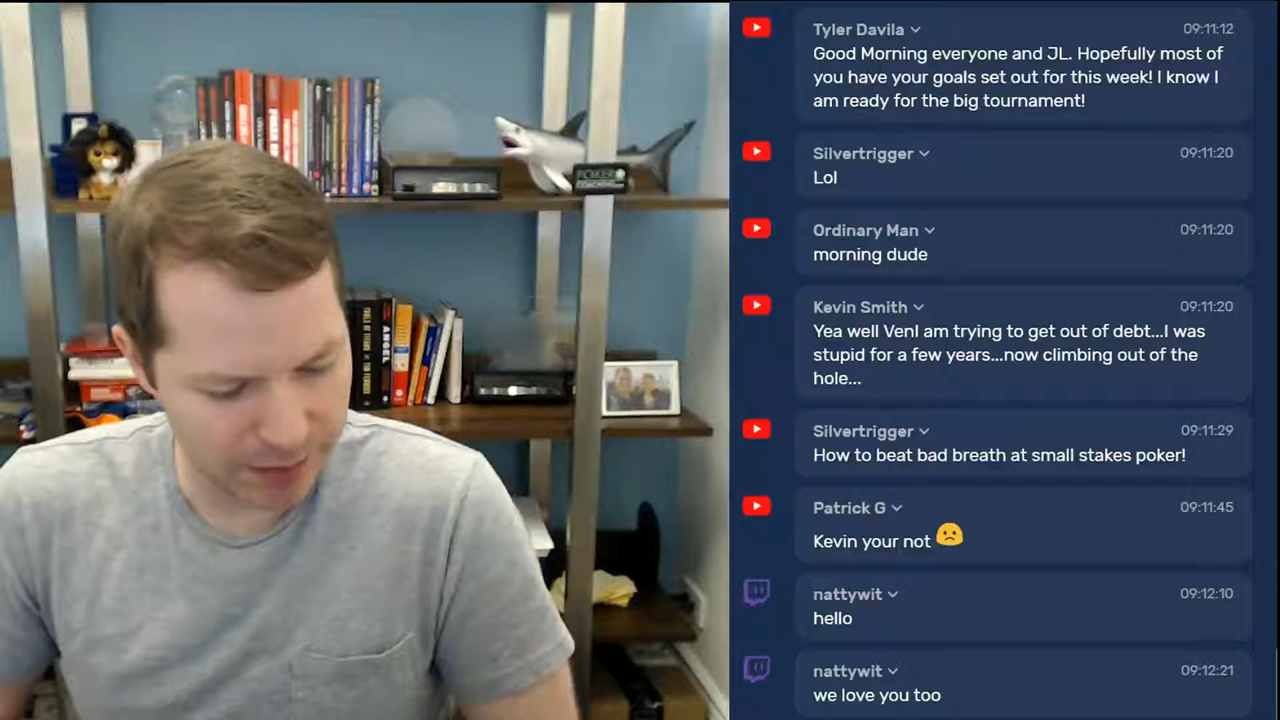 POKER
COACHING
ANGEL
Tyler Davila
09:11:12
Good Morning everyone and JL. Hopefully most of
you have your goals set out for this week! I know I
am ready for the big tournament!
Silvertrigger
09:11:20
Lol
Ordinary Man
09:11:20
morning dude
Kevin Smith
09:11:20
Yea well VenI am trying to get out of debt...I was
stupid for a few years...now climbing out of the
hole...
Silvertrigger
09:11:29
How to beat bad breath at small stakes poker!
Patrick G
09:11:45
Kevin your not
nattywit
09:12:10
hello
nattywit
09:12:21
we love you too